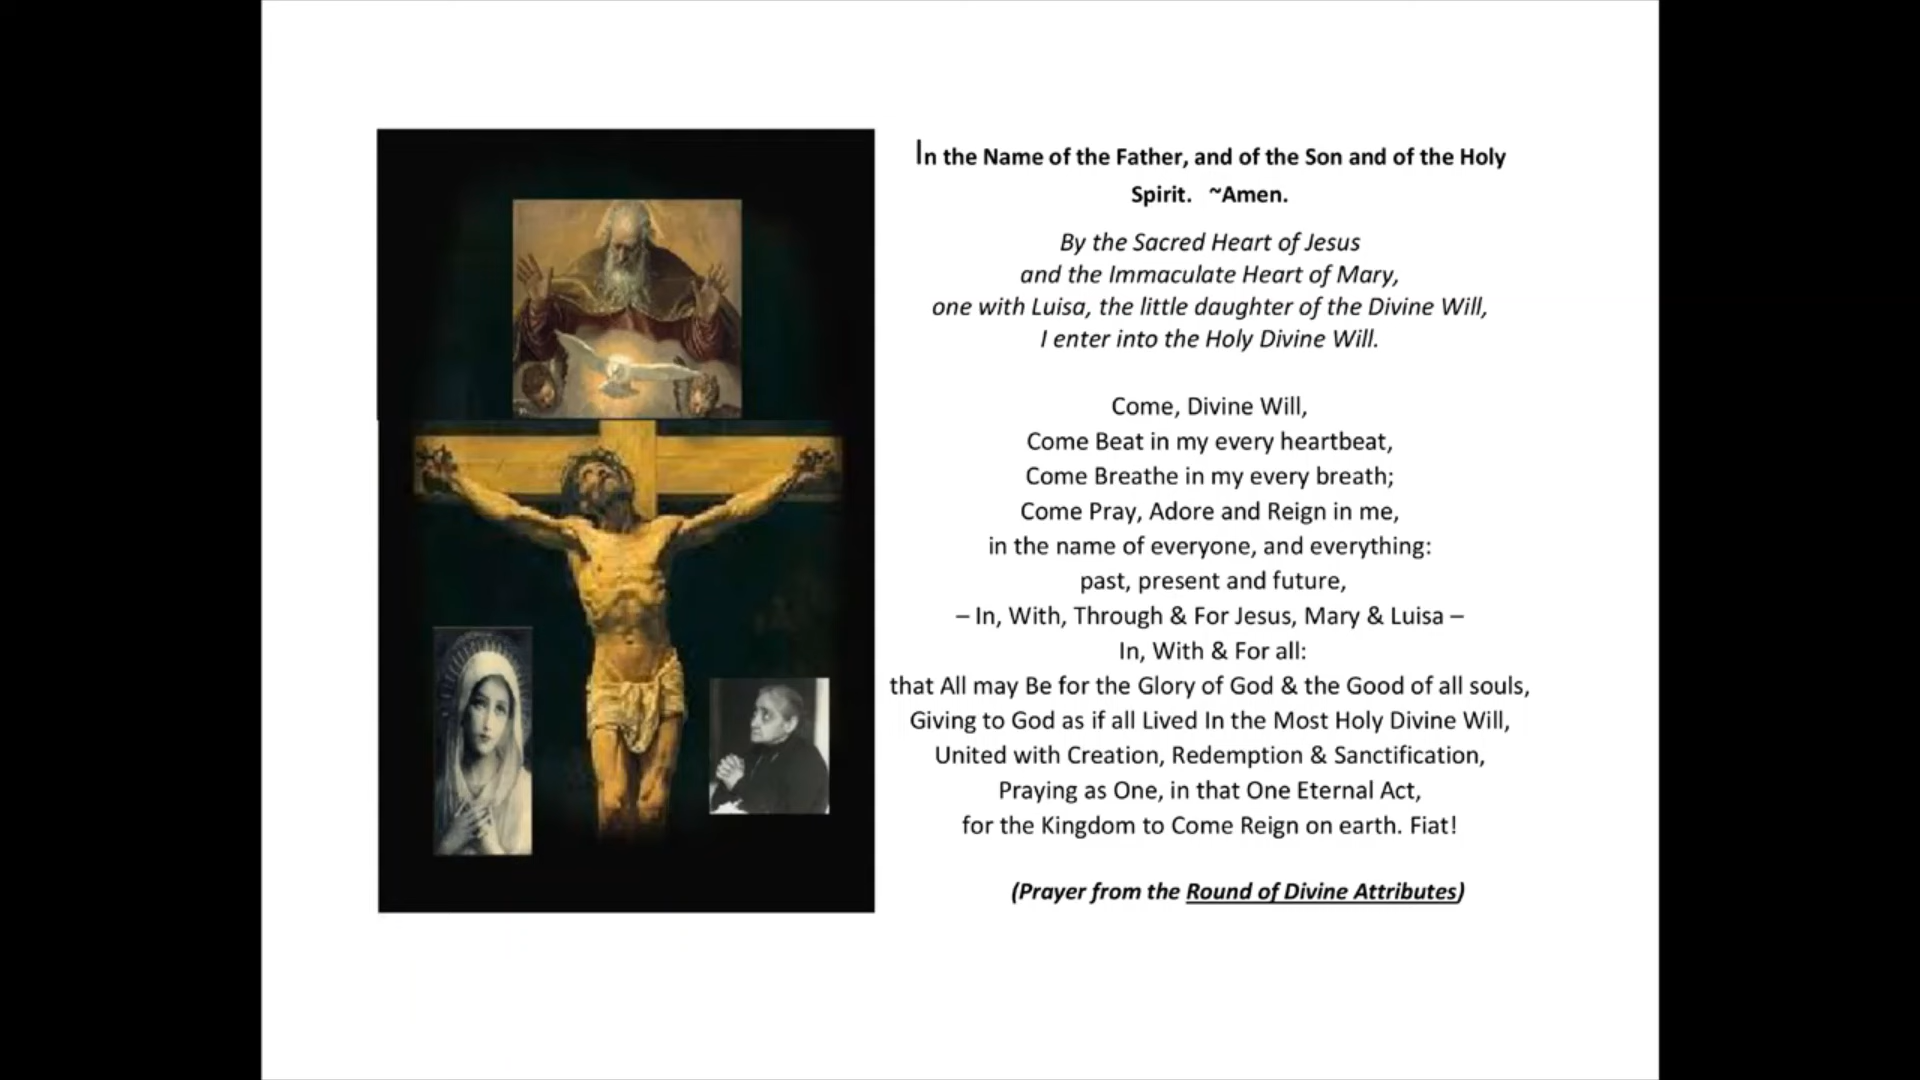 In the Name of the Father, and of the Son and of the Holy
Spirit. ~Amen.
By the Sacred Heart of Jesus
and the Immaculate Heart of Mary,
one with Luisa, the little daughter of the Divine Will,
I enter into the Holy Divine Will.
Come, Divine Will,
Come Beat in my every heartbeat,
Come Breathe in my every breath;
Come Pray, Adore and Reign in me,
in the name of everyone, and everything:
past, present and future,
– In, With, Through & For Jesus, Mary & Luisa –
In, With & For all:
that All may Be for the Glory of God & the Good of all souls,
Giving to God as if all Lived In the Most Holy Divine Will,
United with Creation, Redemption & Sanctification,
Praying as One, in that One Eternal Act,
for the Kingdom to Come Reign on earth. Fiat!
(Prayer from the Round of Divine Attributes)